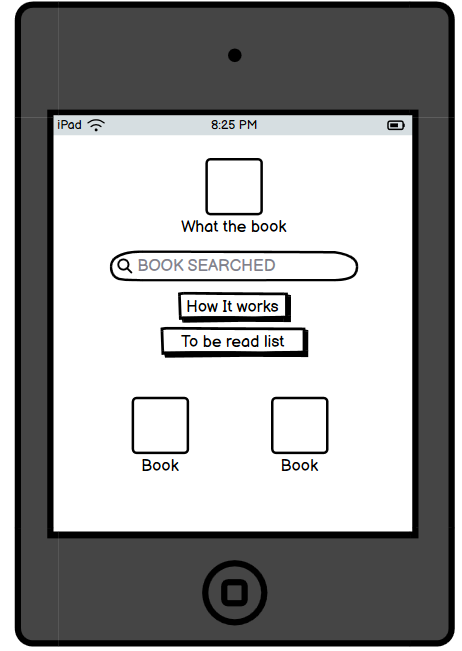 iPad 8:25 PM
What the book
BOOK SEARCHED
How It works
To be read list
Book Book